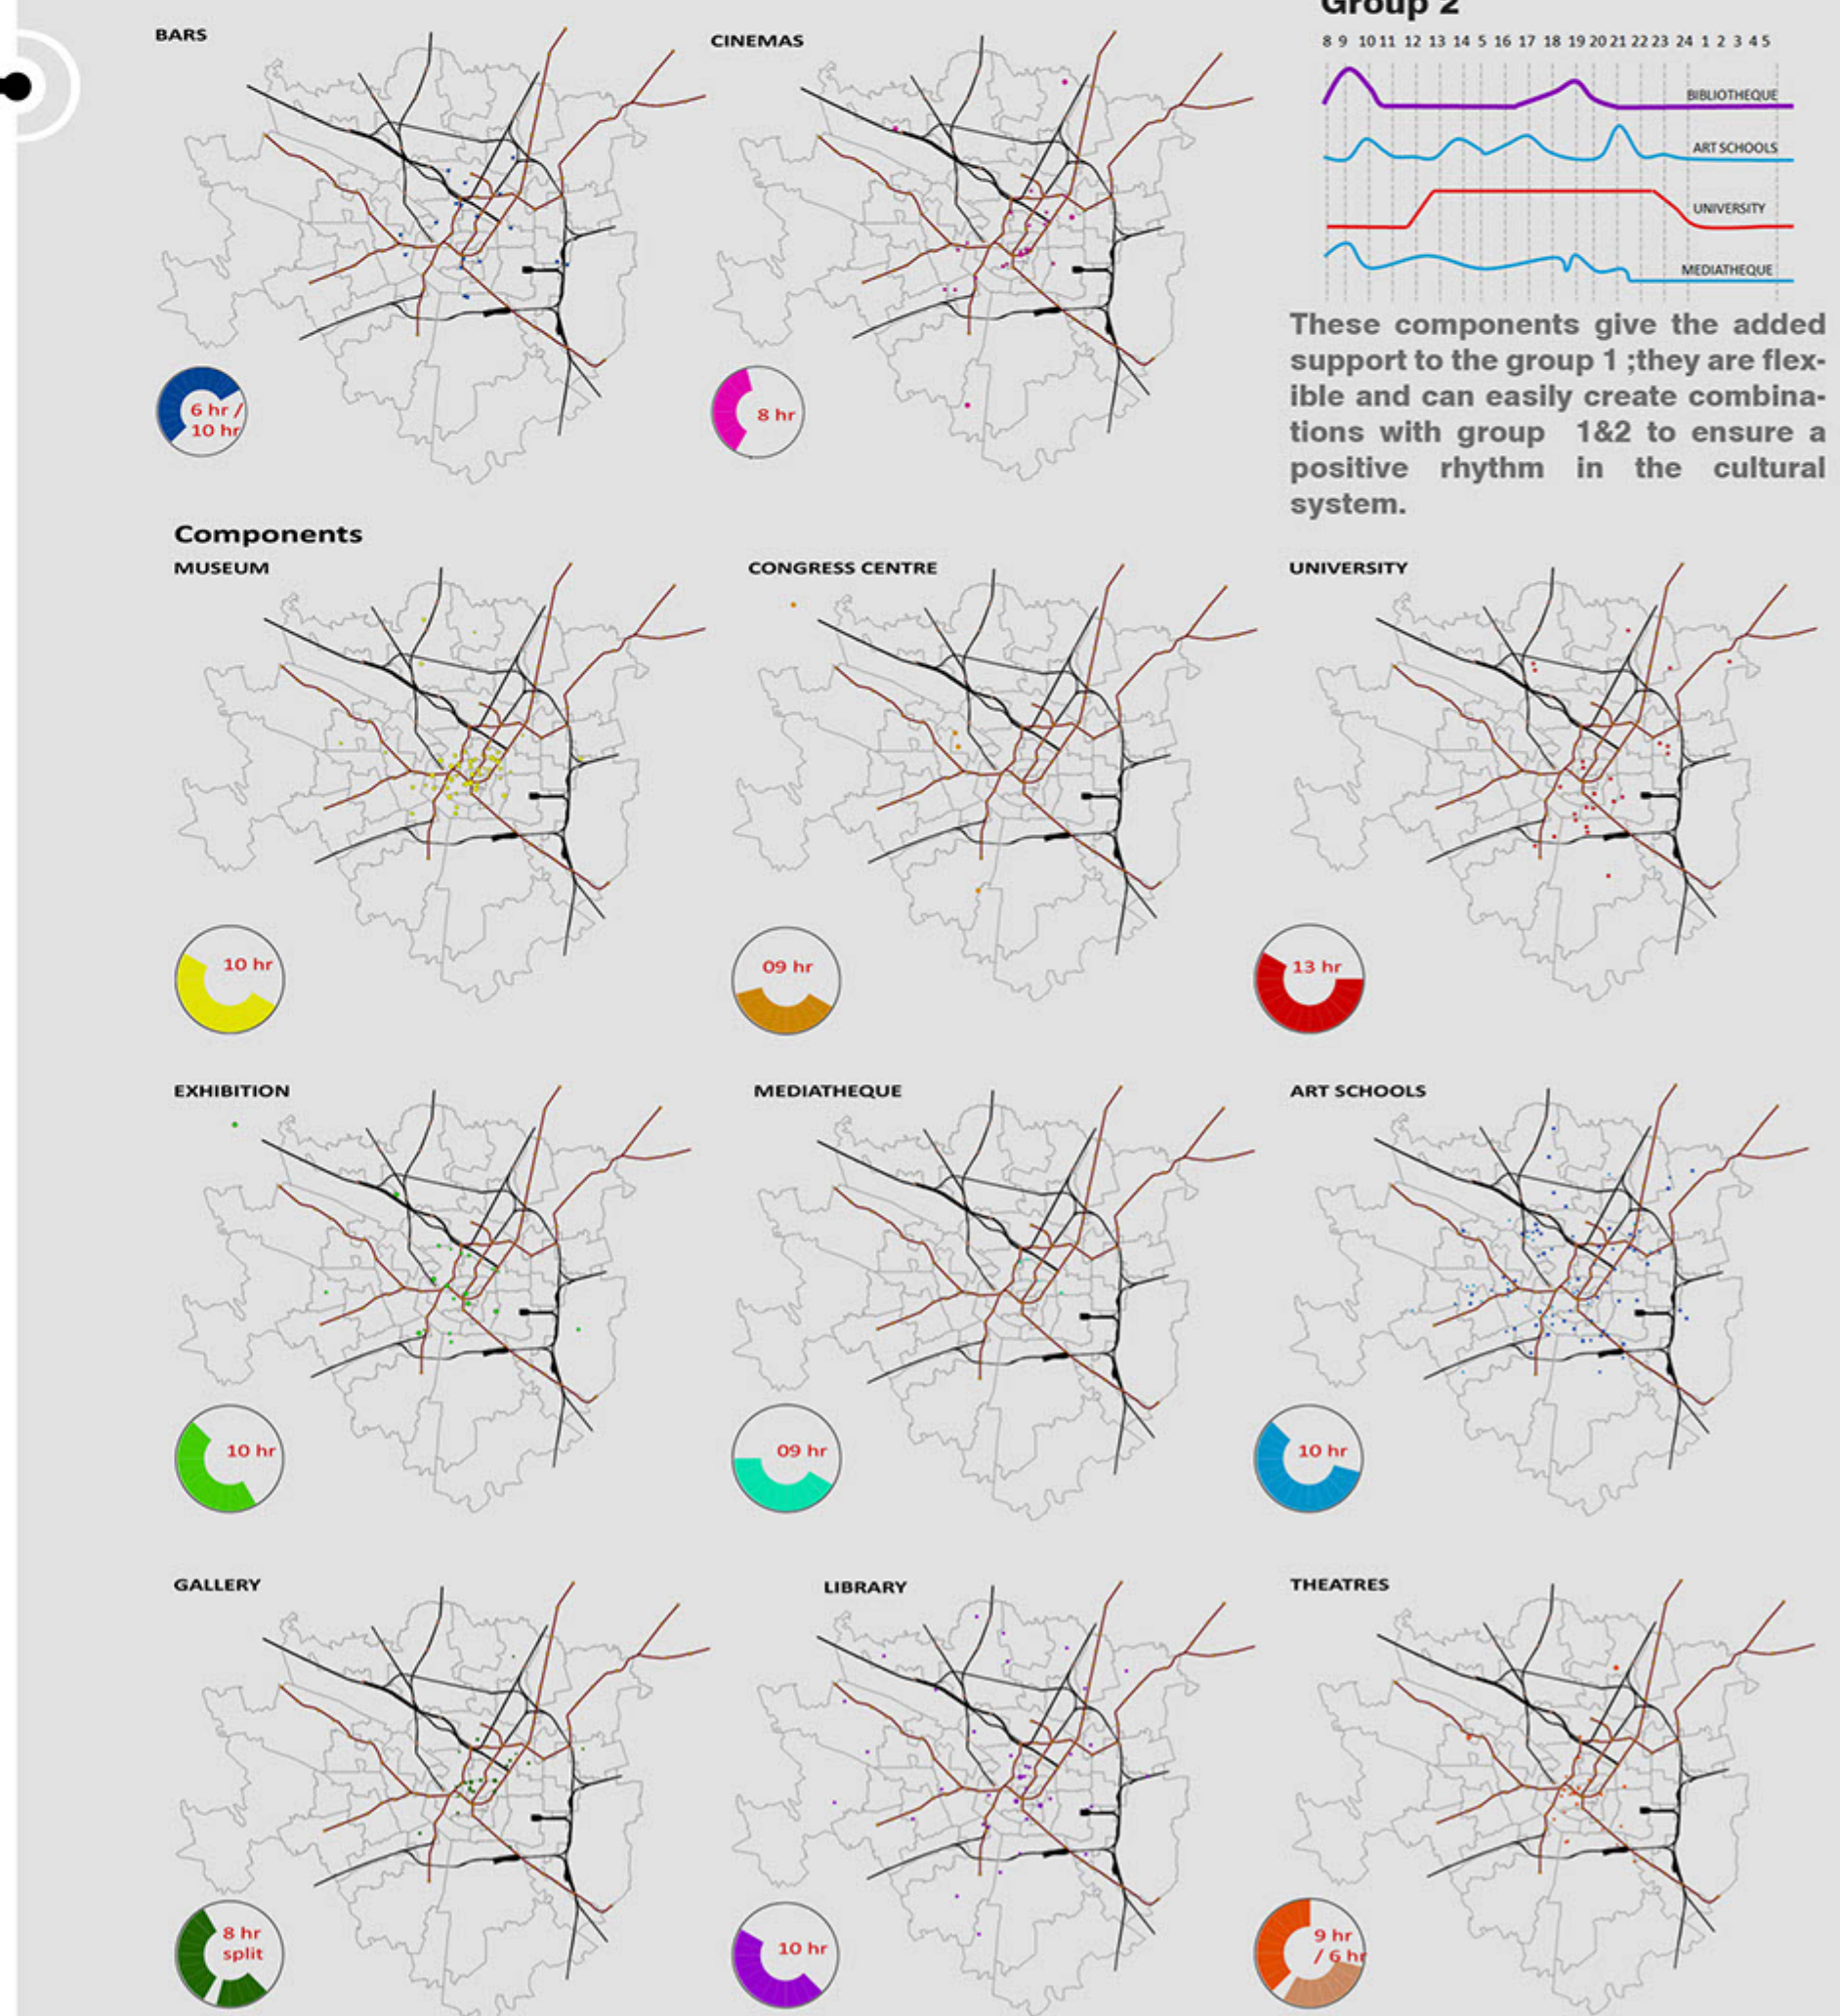 Group 2
BARS
CINEMAS
8 9 10 11 12 13 14 5 16 17 18 19 20 21 22 23 24 1 2 3 4 5
BIBLIOTHEQUE
ART SCHOOLS
UNIVERSITY
MEDIATHEQUE
6 hr /
10 hr
8 hr
These components give the added
support to the group 1 ;they are flex-
ible and can easily create combina-
tions with group 1&2 to ensure a
positive rhythm in the cultural
system.
Components
MUSEUM
CONGRESS CENTRE
UNIVERSITY
10 hr
09 hr
13 hr
EXHIBITION
MEDIATHEQUE
ART SCHOOLS
10 hr
09 hr
10 hr
GALLERY
LIBRARY
THEATRES
8 hr
split
10 hr
9 hr
/ 6 hr